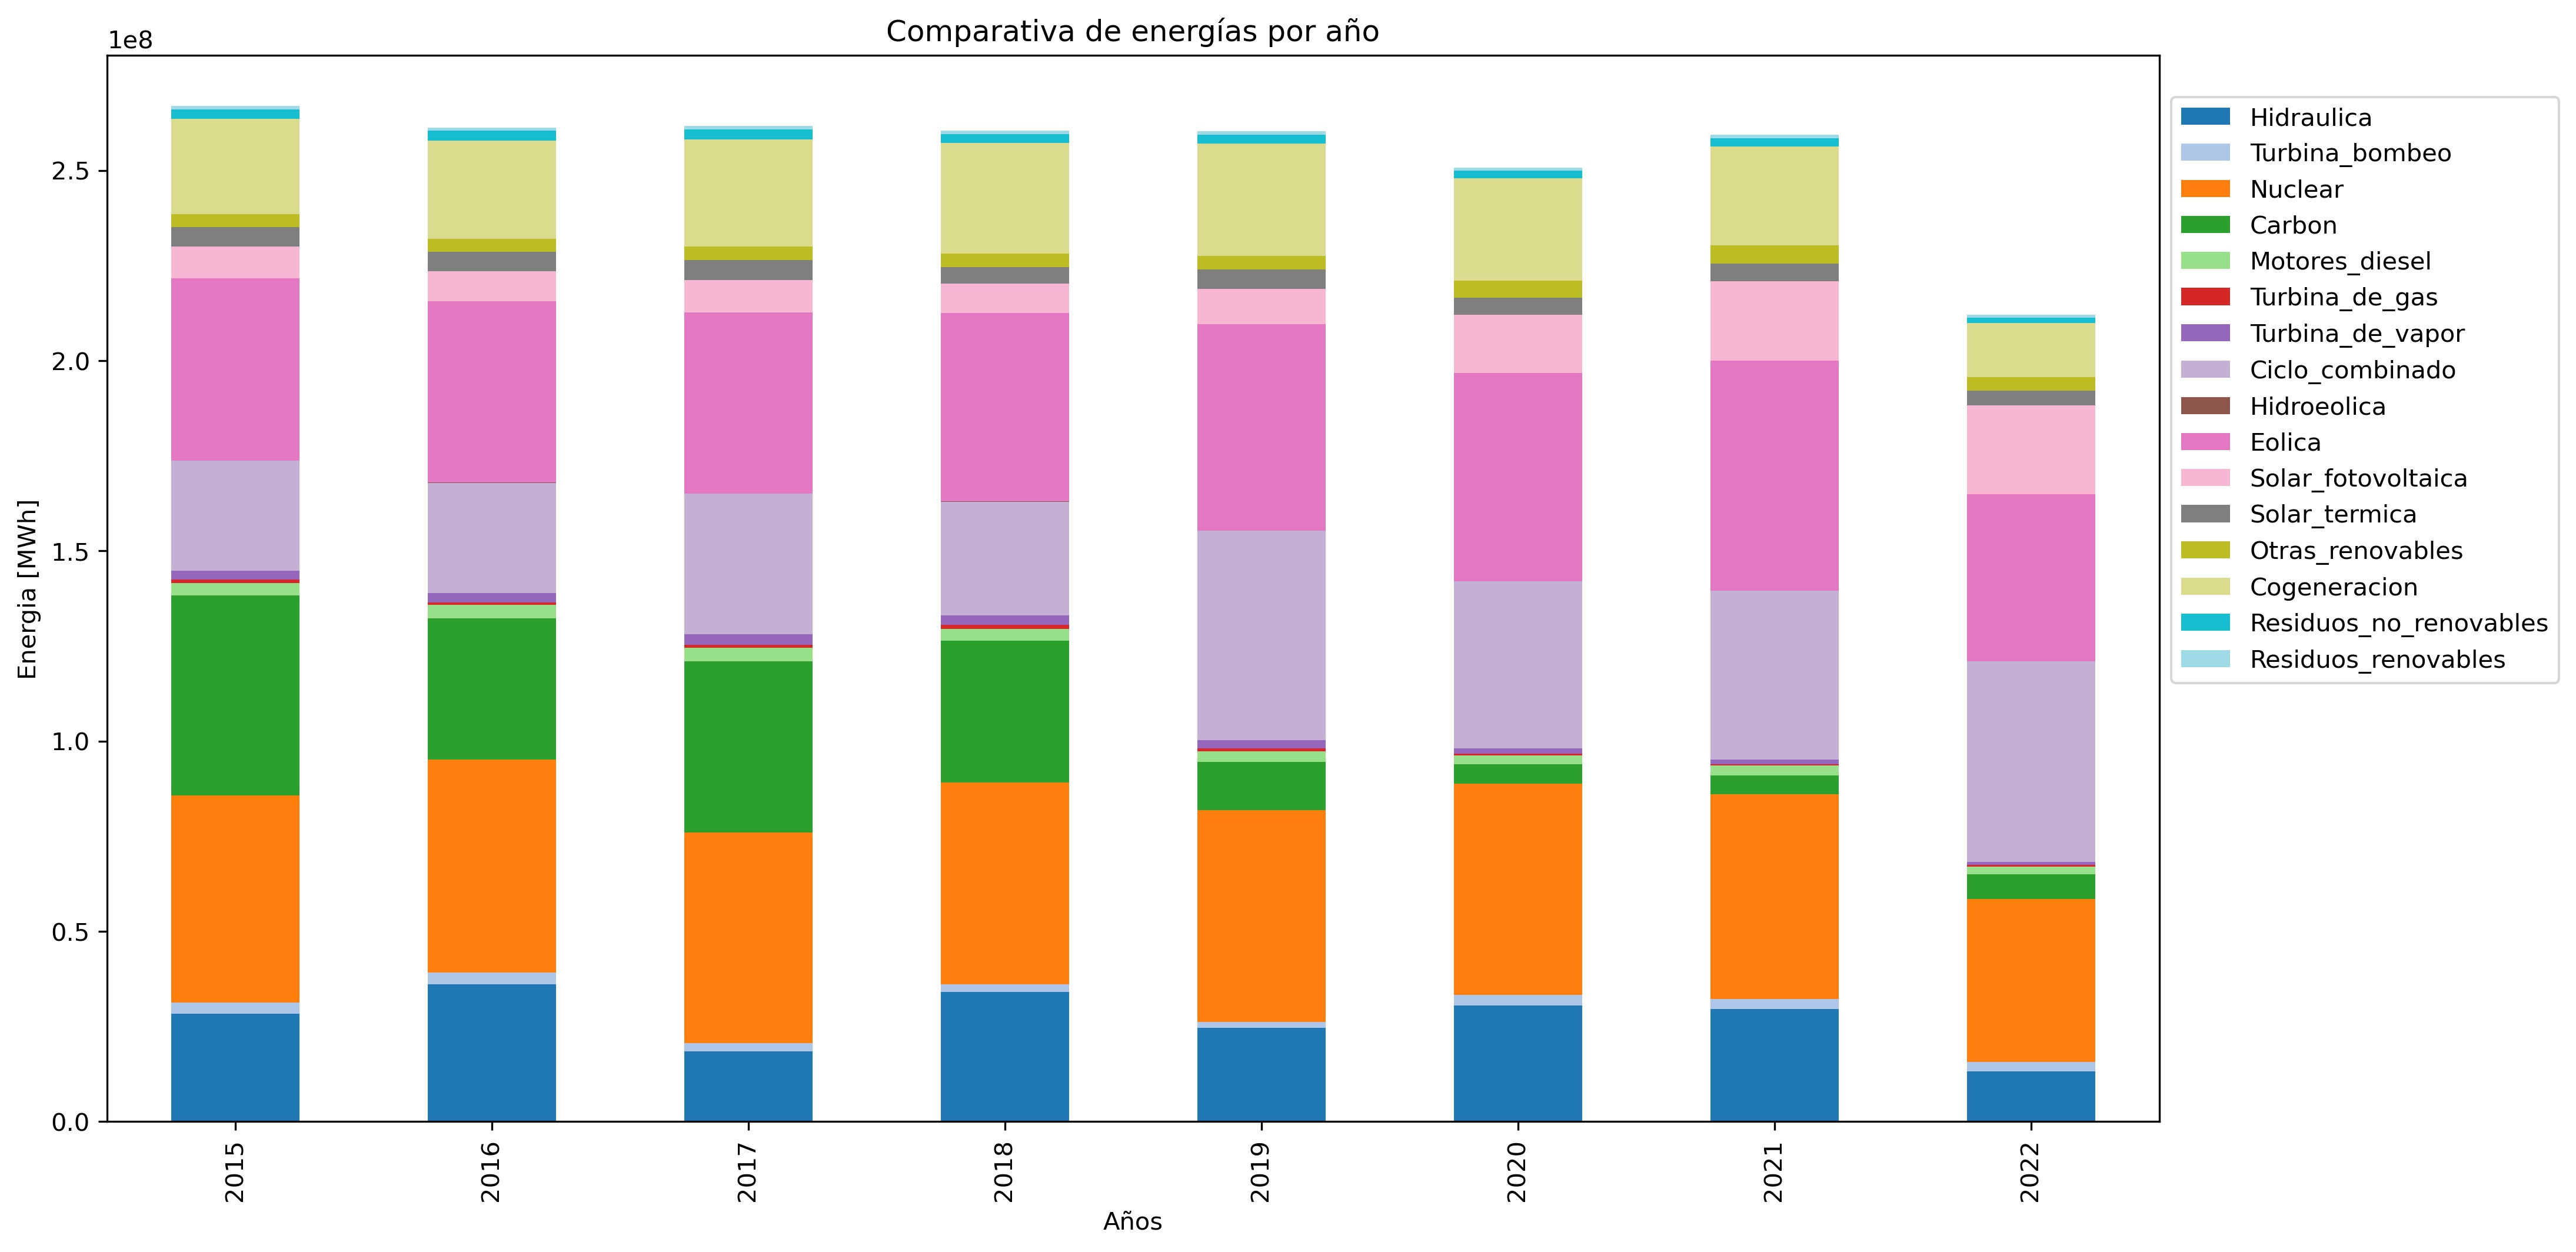 Comparativa de energías por año
1e8
2.5
2.0
1.5
1.0
0.5
0.0
Energia [MWh]
2015
2016
2017
2018
2019
2020
2021
2022
Años
Hidraulica
Turbina_bombeo
Nuclear
Carbon
Motores_diesel
Turbina_de_gas
Turbina_de_vapor
Ciclo_combinado
Hidroeolica
Eolica
Solar_fotovoltaica
Solar_termica
Otras_renovables
Cogeneracion
Residuos_no_renovables
Residuos_renovables